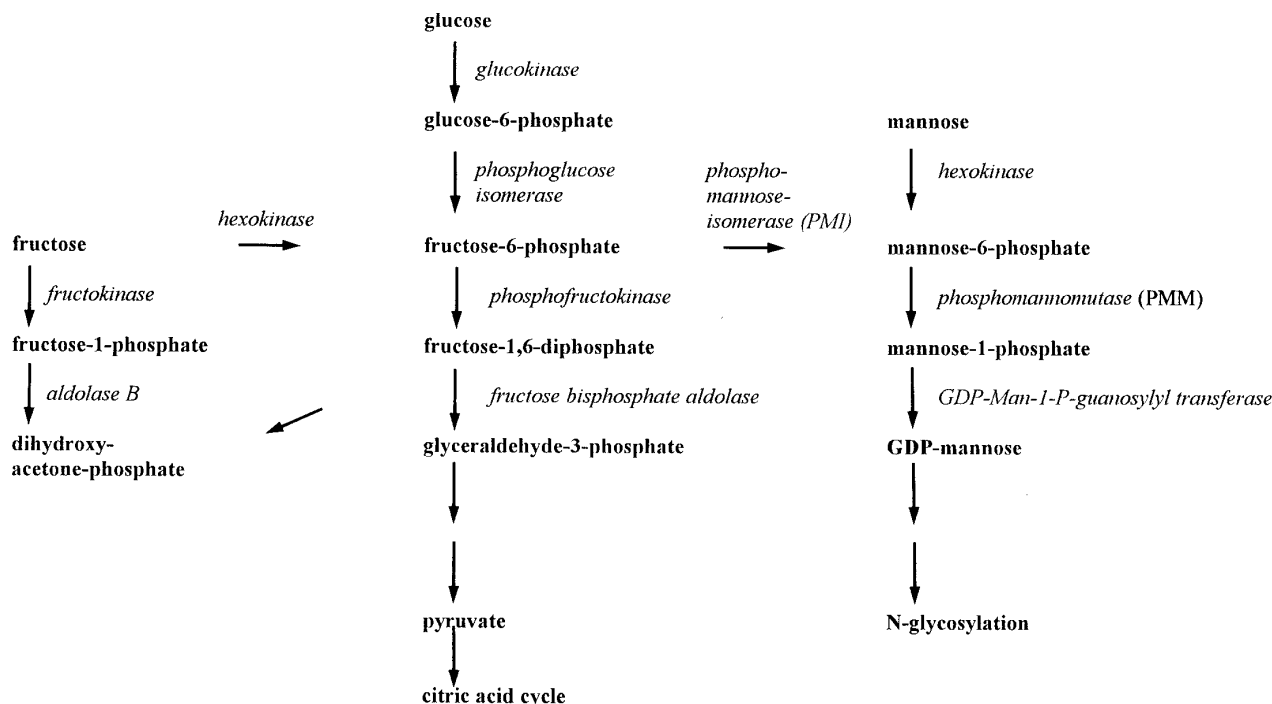 glucose
glucokinase
glucose-6-phosphate
mannose
phosphoglucose
isomerase
phospho-
mannose-
isomerase (PMI)
hexokinase
hexokinase
fructose
fructose-6-phosphate
mannose-6-phosphate
fructokinase
phosphofructokinase
phosphomannomutase (PMM)
fructose-1-phosphate
fructose-1,6-diphosphate
mannose-1-phosphate
aldolase B
fructose bisphosphate aldolase
GDP-Man-1-P-guanosylyl transferase
dihydroxy-
acetone-phosphate
glyceraldehyde-3-phosphate
GDP-mannose
pyruvate
N-glycosylation
citric acid cycle